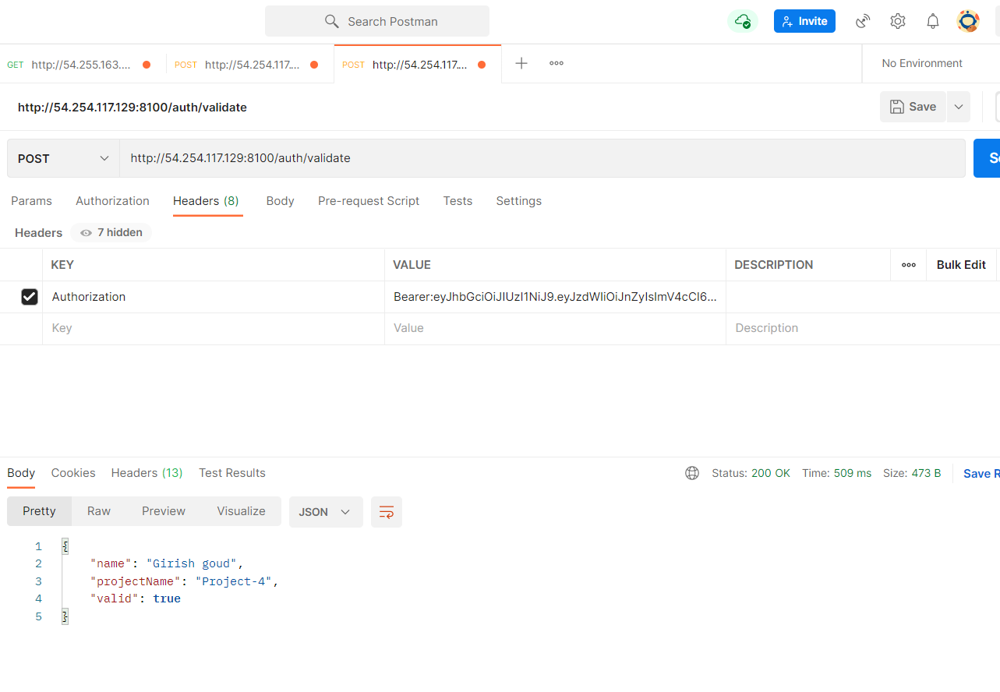 Search Postman
Invite
GET http://54.255.163....
POST http://54.254.117....
POST http://54.254.117....
No Environment
http://54.254.117.129:8100/auth/validate
Save
POST http://54.254.117.129:8100/auth/validate
Params Authorization Headers (8) Body Pre-request Script Tests Settings
Headers 7 hidden
KEY VALUE DESCRIPTION Bulk Edit
Authorization Bearer:eyJhbGciOiJIUzI1NiJ9.eyJzdWIiOiJnZyIsImV4cCI6...
Key Value Description
Body Cookies Headers (13) Test Results Status: 200 OK Time: 509 ms Size: 473 B Save R
Pretty Raw Preview Visualize JSON
1 {
2 "name": "Girish goud",
3 "projectName": "Project-4",
4 "valid": true
5 }